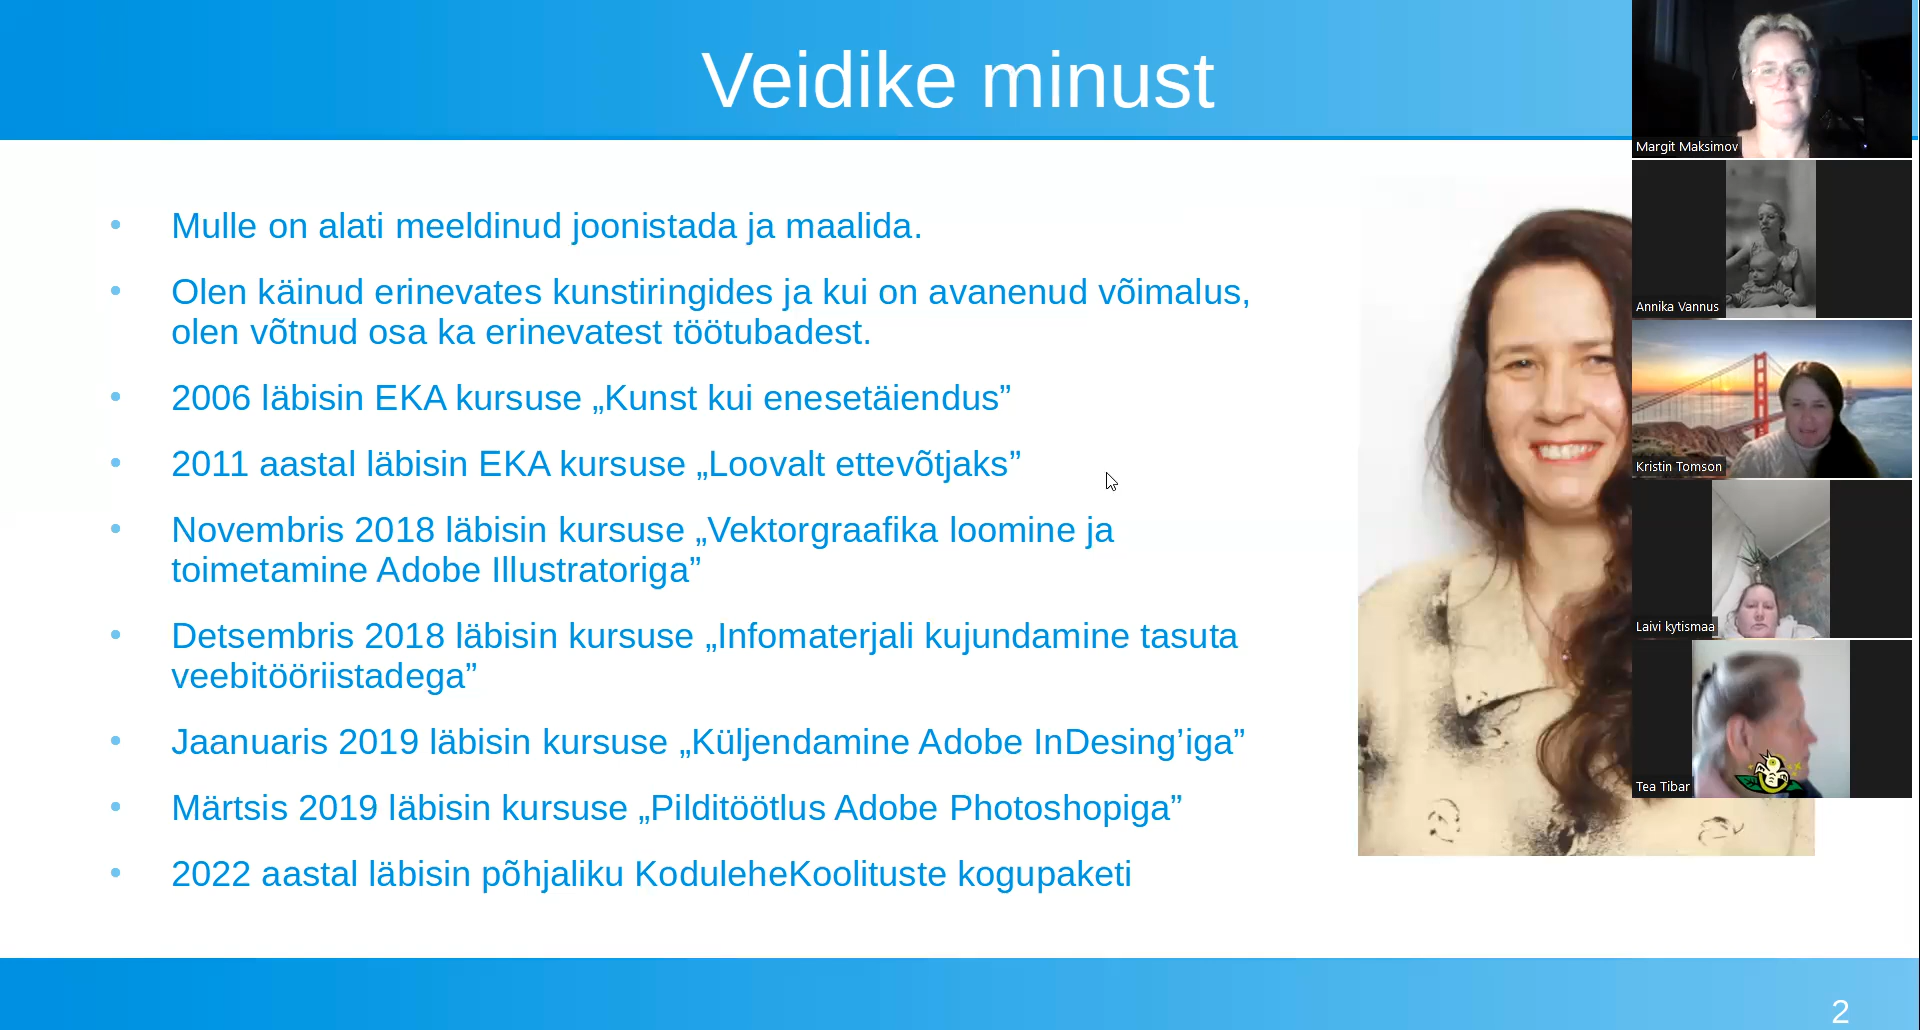 Veidike minust
Mulle on alati meeldinud joonistada ja maalida.
Olen käinud erinevates kunstiringides ja kui on avanenud võimalus,
olen võtnud osa ka erinevatest töötubadest.
2006 läbisin EKA kursuse „Kunst kui enesetäiendus”
2011 aastal läbisin EKA kursuse „Loovalt ettevõtjaks”
Novembris 2018 läbisin kursuse „Vektorgraafika loomine ja
toimetamine Adobe Illustratoriga”
Detsembris 2018 läbisin kursuse „Infomaterjali kujundamine tasuta
veebitööriistadega”
Jaanuaris 2019 läbisin kursuse „Küljendamine Adobe InDesing’iga”
Märtsis 2019 läbisin kursuse „Pilditöötlus Adobe Photoshopiga”
2022 aastal läbisin põhjaliku KoduleheKoolituste kogupaketi
Margit Maksimov
Annika Vannus
Kristin Tomson
Laivi kytismaa
Tea Tibar
2